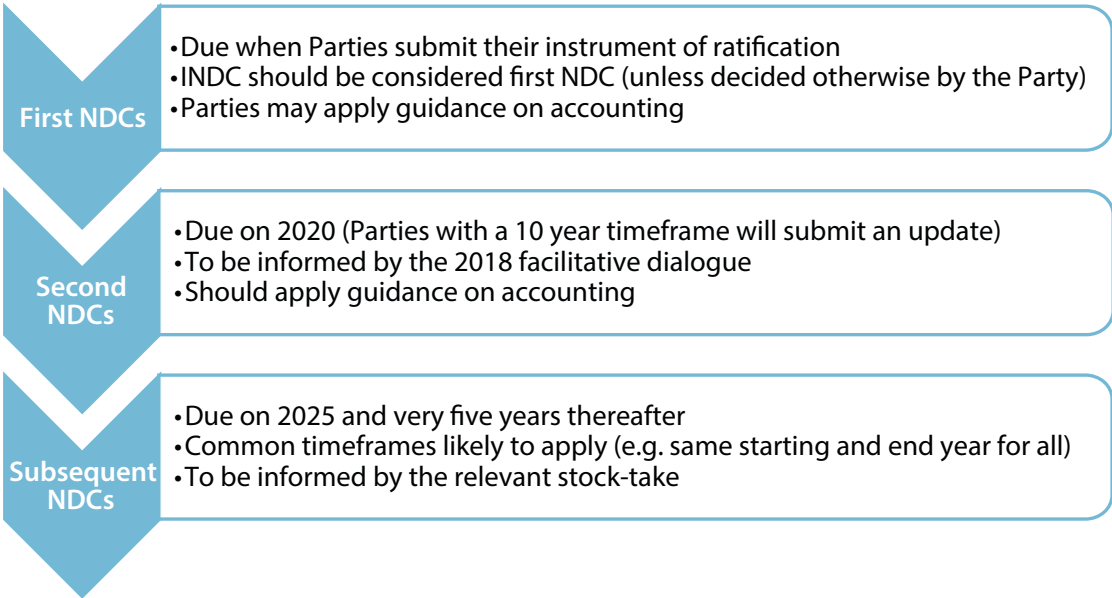 First NDCs
•Due when Parties submit their instrument of ratification
•INDC should be considered first NDC (unless decided otherwise by the Party)
•Parties may apply guidance on accounting
Second
NDCs
•Due on 2020 (Parties with a 10 year timeframe will submit an update)
•To be informed by the 2018 facilitative dialogue
•Should apply guidance on accounting
Subsequent
NDCs
•Due on 2025 and very five years thereafter
•Common timeframes likely to apply (e.g. same starting and end year for all)
•To be informed by the relevant stock-take